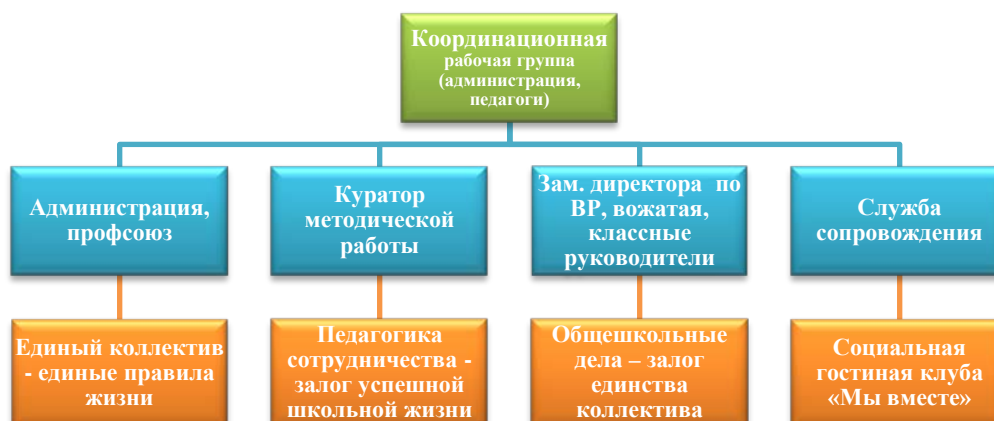 Координационная
рабочая группа
(администрация,
педагоги)
Администрация,
профсоюз
Куратор
методической
работы
Зам. директора по
ВР, вожатая,
классные
руководители
Служба
сопровождения
Единый коллектив
- единые правила
жизни
Педагогика
сотрудничества -
залог успешной
школьной жизни
Общешкольные
дела – залог
единства
коллектива
Социальная
гостиная клуба
«Мы вместе»